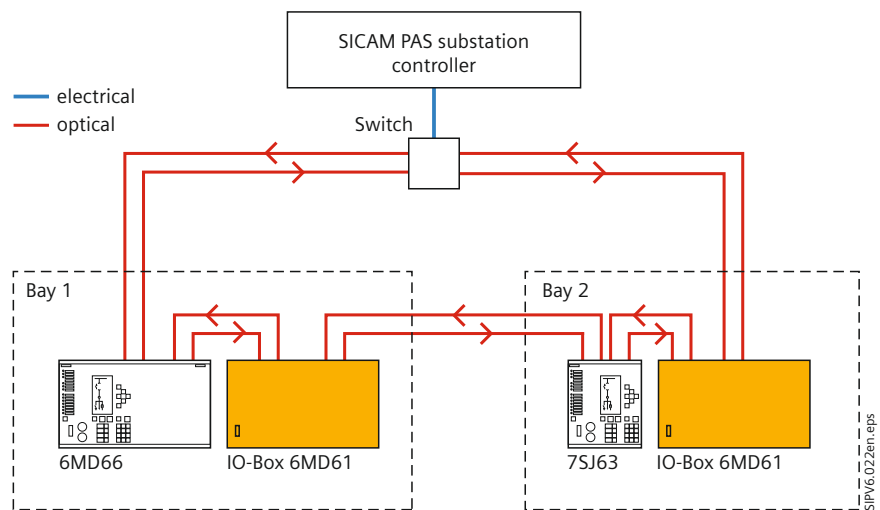 SICAM PAS substation
controller
electrical
optical
Switch
Bay 1
Bay 2
6MD66
IO-Box 6MD61
7SJ63
IO-Box 6MD61
SIPV6.022en.eps